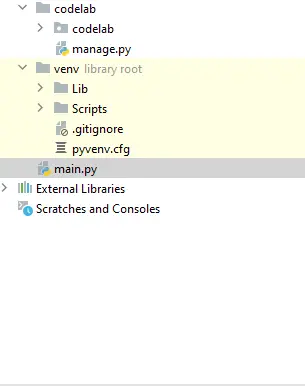 codelab
codelab
manage.py
venv library root
Lib
Scripts
.gitignore
pyvenv.cfg
main.py
External Libraries
Scratches and Consoles